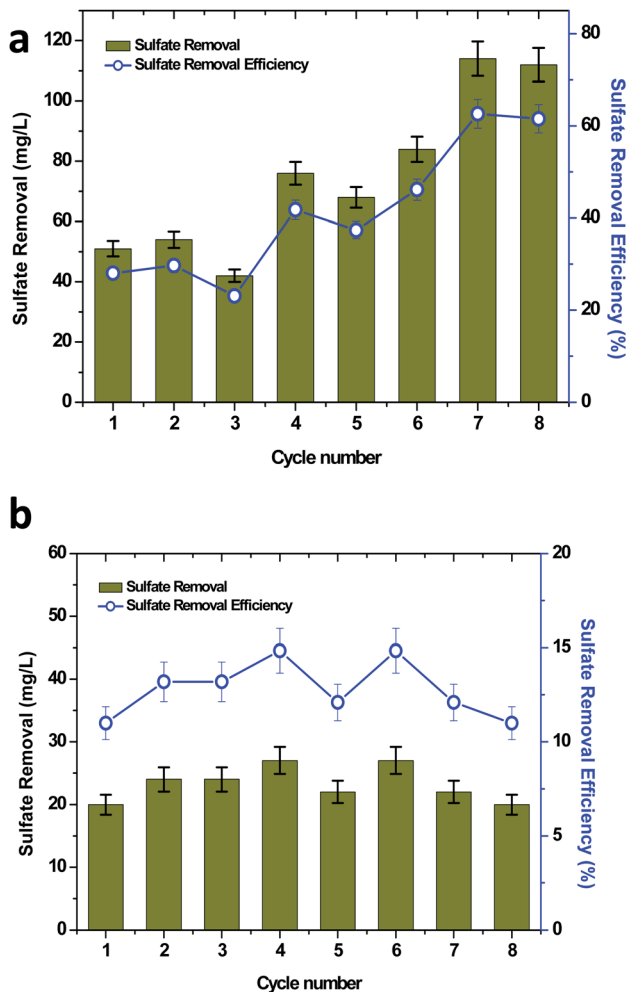 a
Sulfate Removal
Sulfate Removal Efficiency
Sulfate Removal (mg/L)
120
100
80
60
40
20
0
80
60
40
20
0
Sulfate Removal Efficiency
(%)
1 2 3 4 5 6 7 8
Cycle number
b
Sulfate Removal
Sulfate Removal Efficiency
Sulfate Removal (mg/L)
60
50
40
30
20
10
0
20
15
10
5
0
Sulfate Removal Efficiency
(%)
1 2 3 4 5 6 7 8
Cycle number